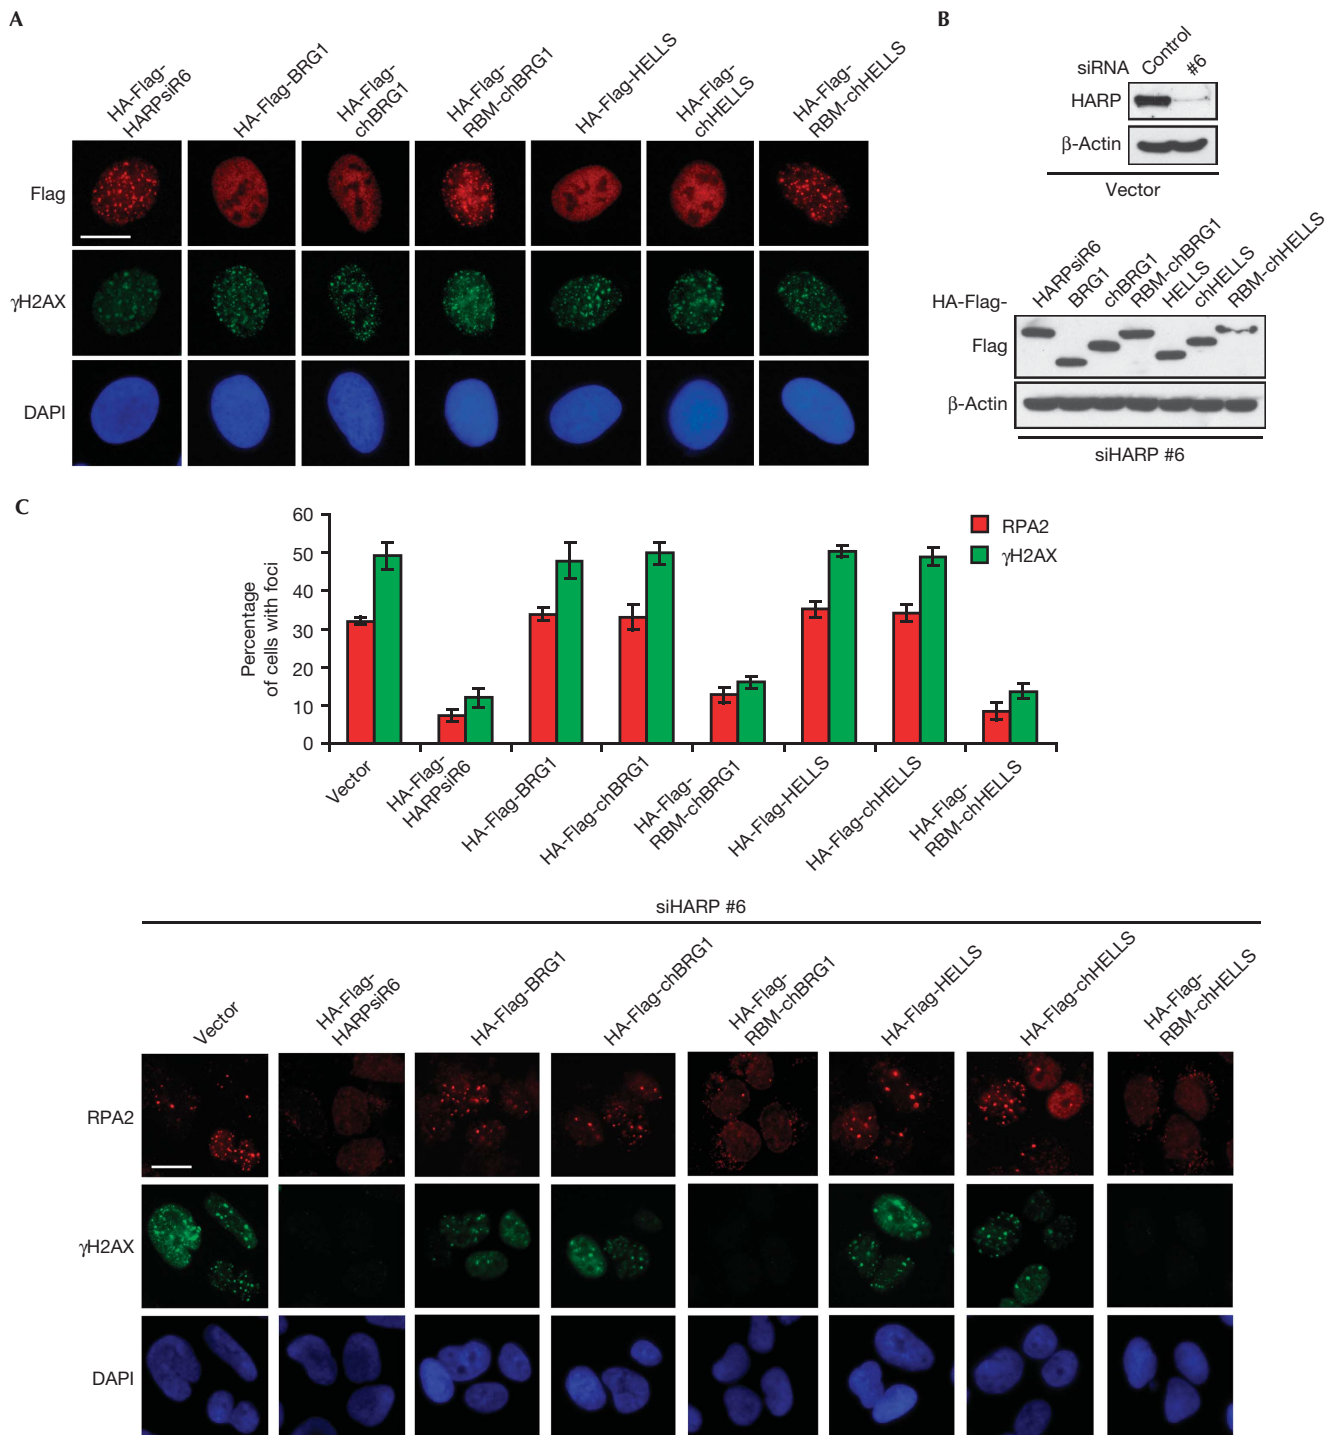 A
HA-Flag-
HARPsiR6
HA-Flag-BRG1
HA-Flag-
chBRG1
HA-Flag-
RBM-chBRG1
HA-Flag-HELLS
HA-Flag-
chHELLS
HA-Flag-
RBM-chHELLS
Flag
γH2AX
DAPI
B
siRNA
Control
#6
HARP
β-Actin
Vector
HA-Flag-
HARPsiR6
BRG1
chBRG1
RBM-chBRG1
HELLS
chHELLS
RBM-chHELLS
Flag
β-Actin
siHARP #6
C
Percentage
of cells with foci
60
50
40
30
20
10
0
RPA2
γH2AX
Vector
HA-Flag-
HARPsiR6
HA-Flag-BRG1
HA-Flag-chBRG1
HA-Flag-
RBM-chBRG1
HA-Flag-HELLS
HA-Flag-chHELLS
HA-Flag-
RBM-chHELLS
siHARP #6
Vector
HA-Flag-
HARPsiR6
HA-Flag-BRG1
HA-Flag-chBRG1
HA-Flag-
RBM-chBRG1
HA-Flag-HELLS
HA-Flag-chHELLS
HA-Flag-
RBM-chHELLS
RPA2
γH2AX
DAPI